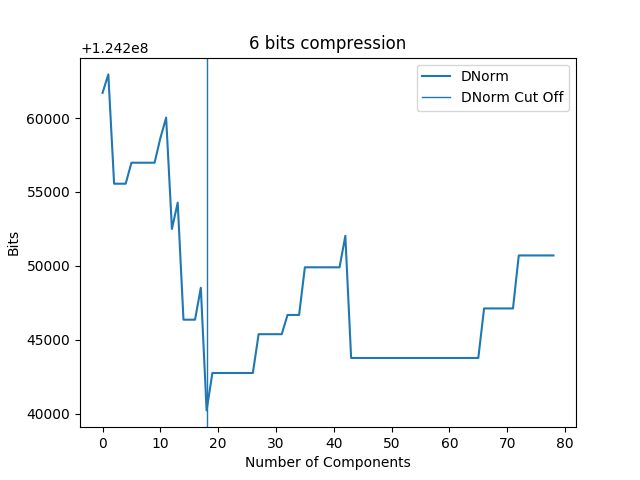 6 bits compression
+1.242e8
DNorm
DNorm Cut Off
60000
55000
50000
45000
40000
Bits
0 10 20 30 40 50 60 70 80
Number of Components